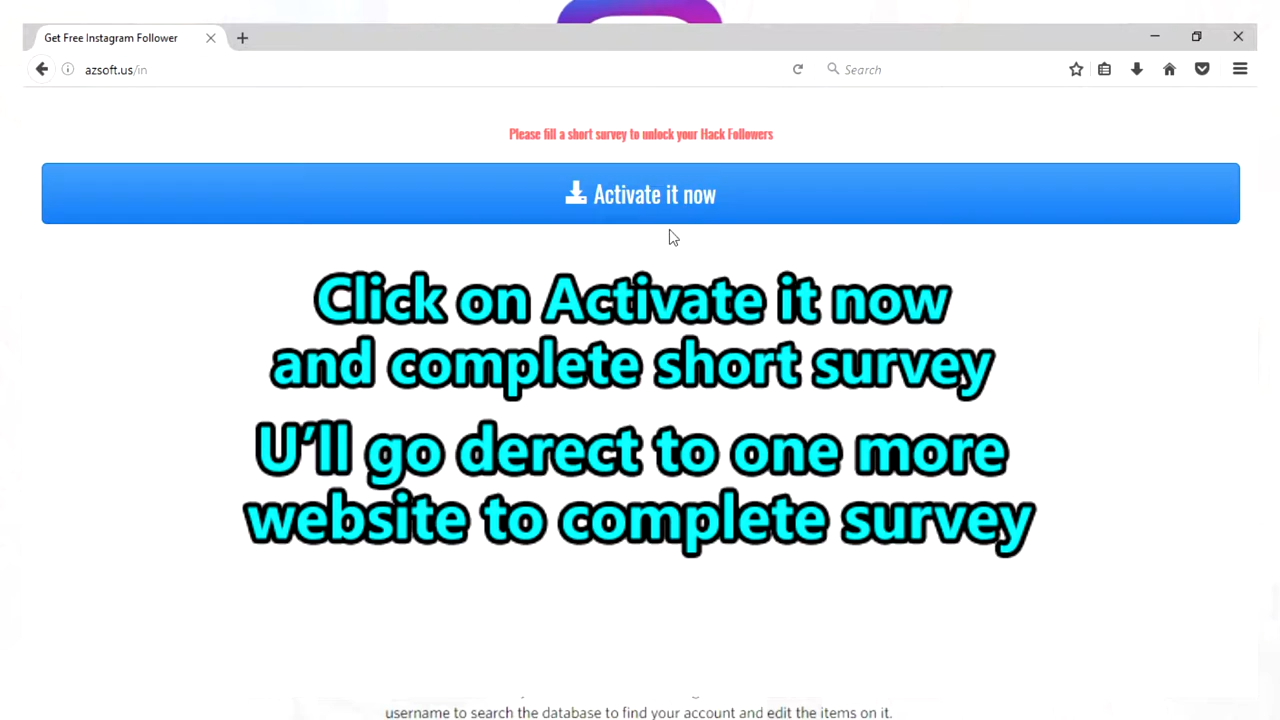 Get Free Instagram Follower
azsoft.us/in
Search
Please fill a short survey to unlock your Hack Followers
Activate it now
Click on Activate it now
and complete short survey
U'll go derect to one more
website to complete survey
username to search the database to find your account and edit the items on it.